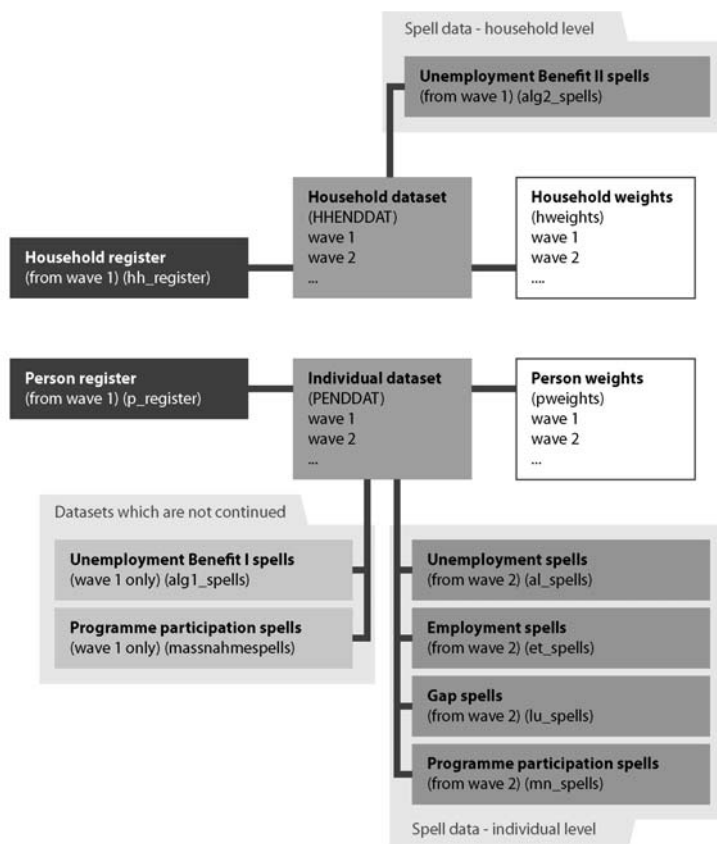 Spell data - household level
Unemployment Benefit II spells
(from wave 1) (alg2_spells)
Household dataset
(HHENDDAT)
wave 1
wave 2
...
Household weights
(hweights)
wave 1
wave 2
....
Household register
(from wave 1) (hh_register)
Person register
(from wave 1) (p_register)
Individual dataset
(PENDDAT)
wave 1
wave 2
...
Person weights
(pweights)
wave 1
wave 2
...
Datasets which are not continued
Unemployment Benefit I spells
(wave 1 only) (alg1_spells)
Programme participation spells
(wave 1 only) (massnahmespells)
Unemployment spells
(from wave 2) (al_spells)
Employment spells
(from wave 2) (et_spells)
Gap spells
(from wave 2) (lu_spells)
Programme participation spells
(from wave 2) (mn_spells)
Spell data - individual level